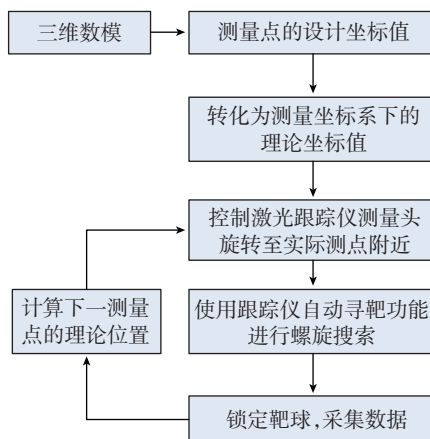 三维数模
测量点的设计坐标值
转化为测量坐标系下的
理论坐标值
控制激光跟踪仪测量头
旋转至实际测点附近
计算下一测量
点的理论位置
使用跟踪仪自动寻靶功能
进行螺旋搜索
锁定靶球,采集数据